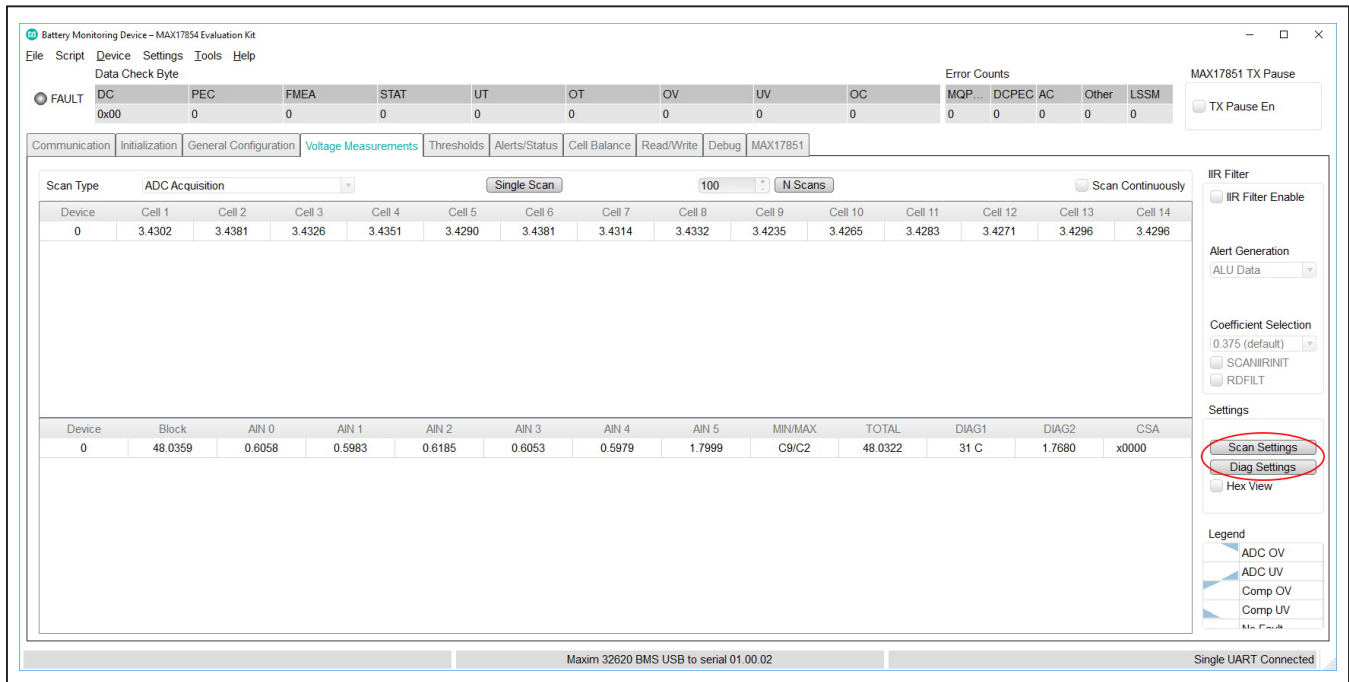 Battery Monitoring Device – MAX17854 Evaluation Kit
File Script Device Settings Tools Help
Data Check Byte Error Counts MAX17851 TX Pause
FAULT DC PEC FMEA STAT UT OT OV UV OC MQP... DCPEC AC Other LSSM
0x00 0 0 0 0 0 0 0 0 0 0 0 0 0 TX Pause En
Communication Initialization General Configuration Voltage Measurements Thresholds Alerts/Status Cell Balance Read/Write Debug MAX17851
Scan Type ADC Acquisition Single Scan 100 N Scans Scan Continuously
Device Cell 1 Cell 2 Cell 3 Cell 4 Cell 5 Cell 6 Cell 7 Cell 8 Cell 9 Cell 10 Cell 11 Cell 12 Cell 13 Cell 14
0 3.4302 3.4381 3.4326 3.4351 3.4290 3.4381 3.4314 3.4332 3.4235 3.4265 3.4283 3.4271 3.4296 3.4296
Device Block AIN 0 AIN 1 AIN 2 AIN 3 AIN 4 AIN 5 MIN/MAX TOTAL DIAG1 DIAG2 CSA
0 48.0359 0.6058 0.5983 0.6185 0.6053 0.5979 1.7999 C9/C2 48.0322 31 C 1.7680 x0000
IIR Filter
IIR Filter Enable
Alert Generation
ALU Data
Coefficient Selection
0.375 (default)
SCANIIRINIT
RDFILT
Settings
Scan Settings
Diag Settings
Hex View
Legend
ADC OV
ADC UV
Comp OV
Comp UV
No Fault
Maxim 32620 BMS USB to serial 01.00.02 Single UART Connected